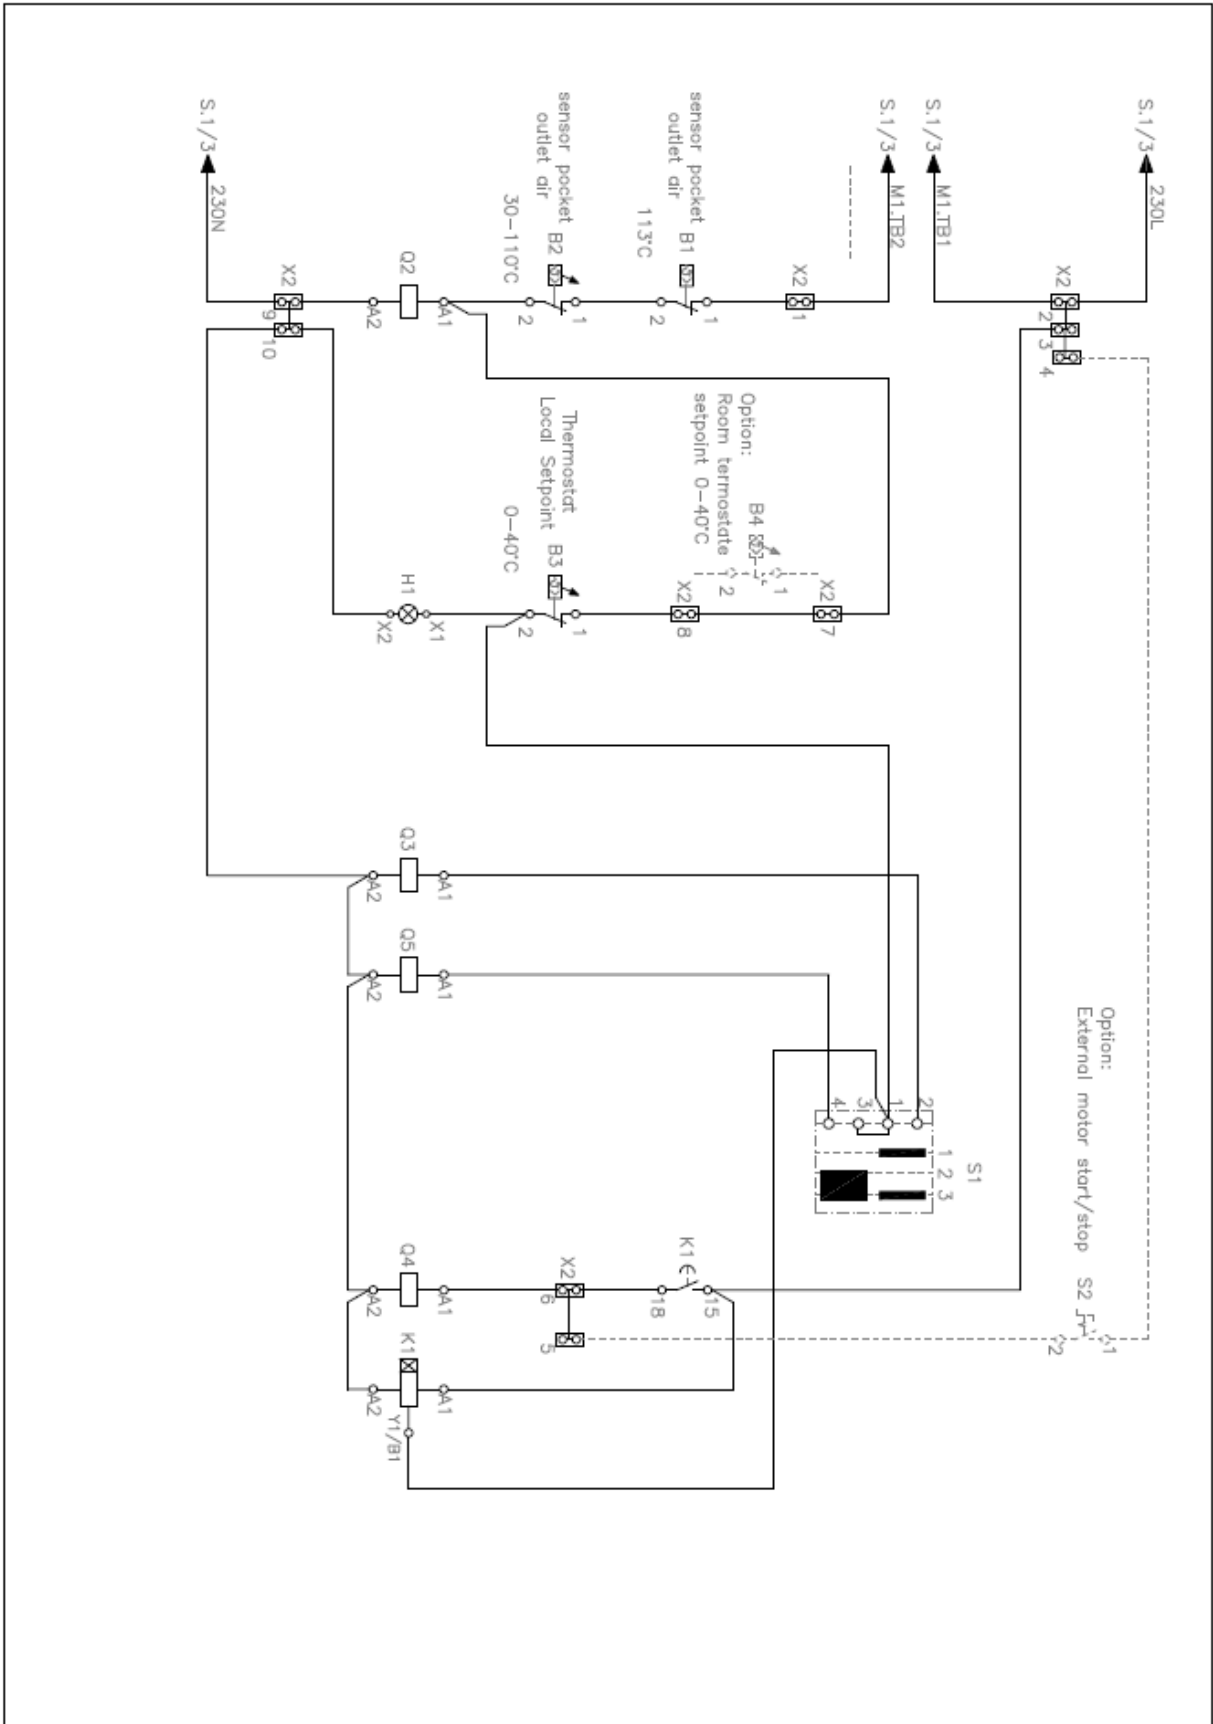 S.1/3
230L
S.1/3
M1.TB1
S.1/3
M1.TB2
S.1/3
230N
X2
2
3
4
X2
1
sensor pocket B1
outlet air
113°C
1
2
sensor pocket B2
outlet air
30-110°C
1
2
Q2
A1
A2
X2
9
10
Option:
Room termostate
setpoint 0-40°C
B4
1
2
X2
7
X2
8
Thermostat
Local Setpoint B3
0-40°C
1
2
H1
X1
X2
Q3
A1
A2
Q5
A1
A2
2
1
3
4
1
2
3
S1
Option:
External motor start/stop S2
1
2
K1
15
18
X2
6
5
Q4
A1
A2
K1
A1
A2
Y1/B1